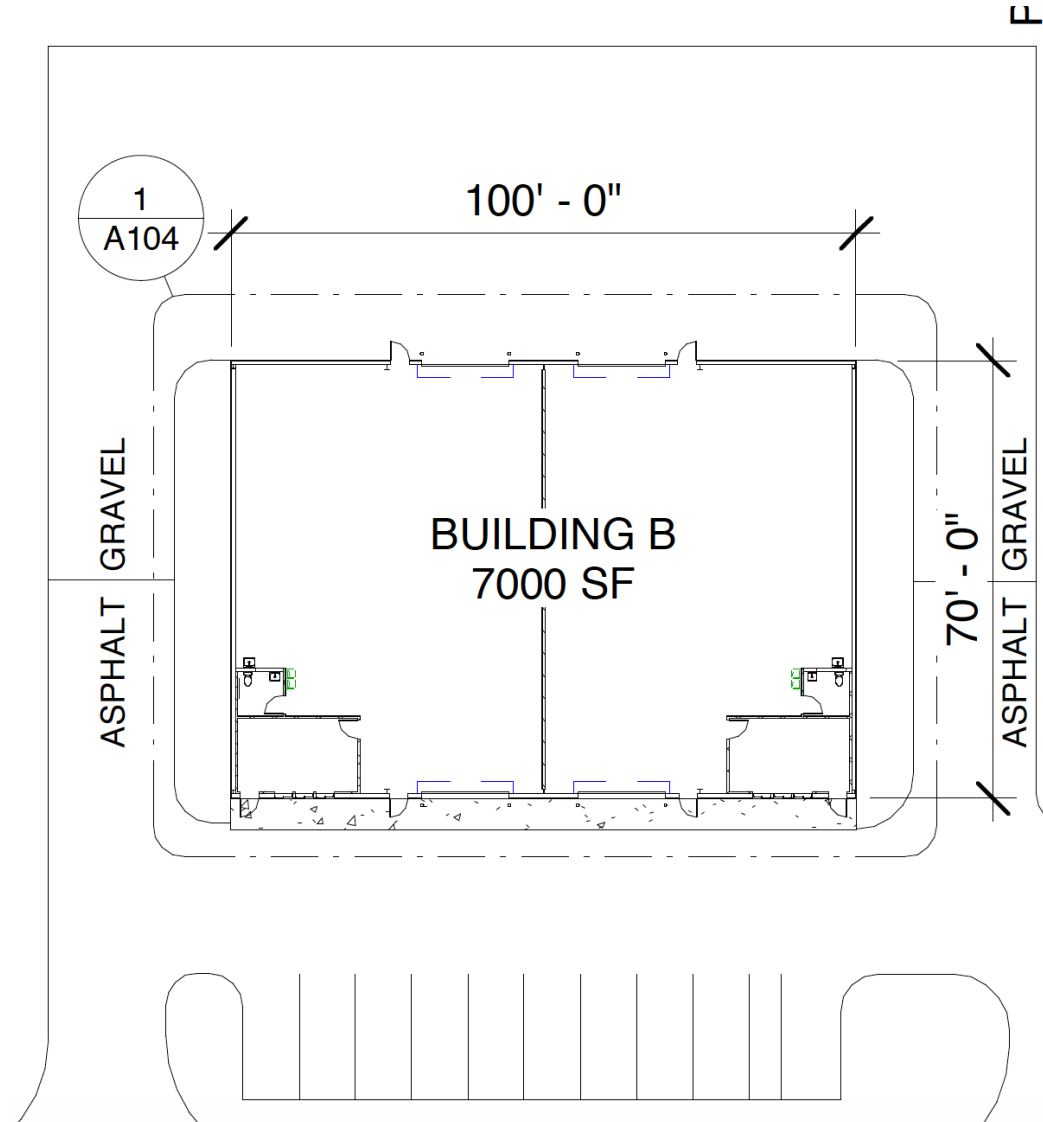 1
A104
100' - 0"
BUILDING B
7000 SF
70' - 0"
GRAVEL
ASPHALT
GRAVEL
ASPHALT